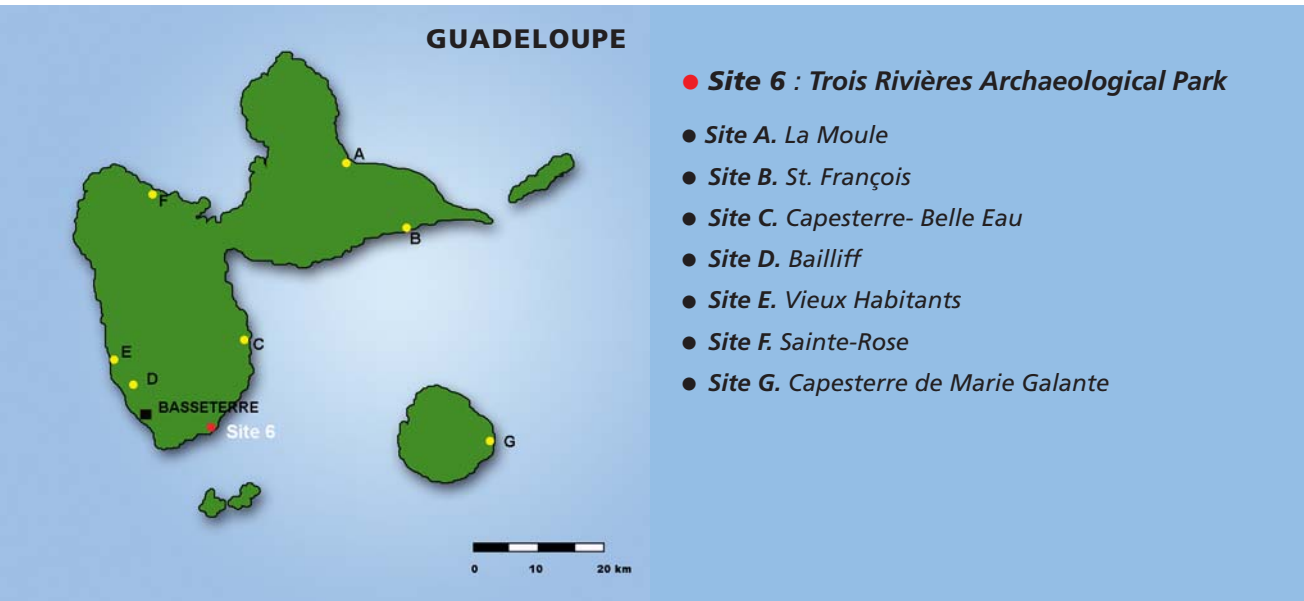 GUADELOUPE
A
F
B
C
E
D
BASSETERRE
Site 6
G
0 10 20 km
● Site 6 : Trois Rivières Archaeological Park
● Site A. La Moule
● Site B. St. François
● Site C. Capesterre- Belle Eau
● Site D. Bailliff
● Site E. Vieux Habitants
● Site F. Sainte-Rose
● Site G. Capesterre de Marie Galante